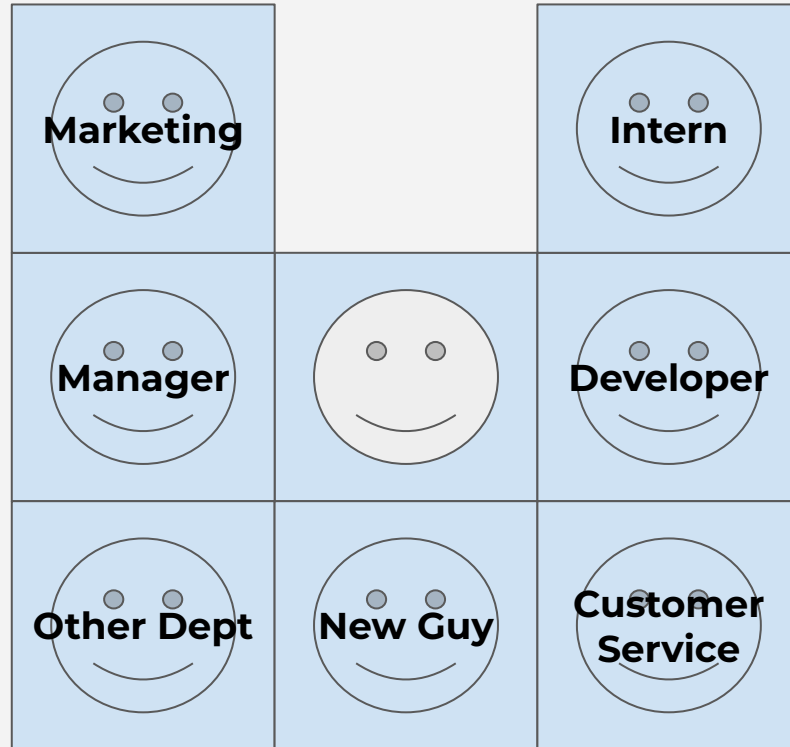 Marketing
Intern
Manager
Developer
Other Dept
New Guy
Customer
Service